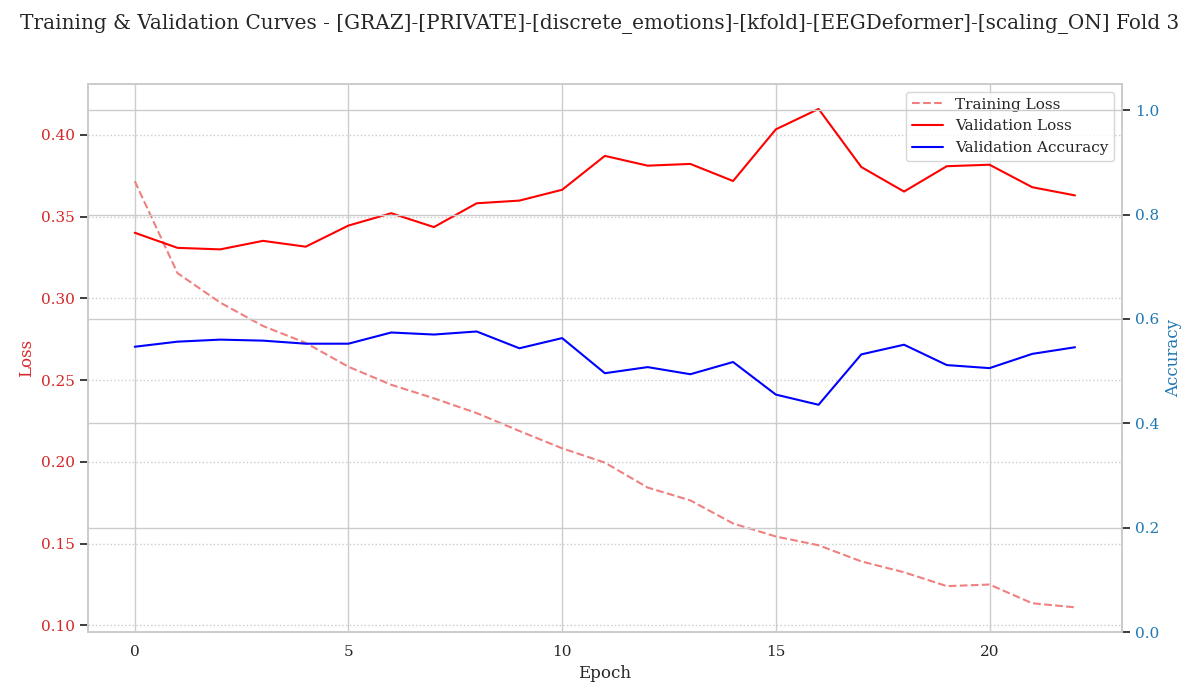 Training & Validation Curves - [GRAZ]-[PRIVATE]-[discrete_emotions]-[kfold]-[EEGDeformer]-[scaling_ON] Fold 3
Training Loss
Validation Loss
Validation Accuracy
0.40
0.35
0.30
0.25
0.20
0.15
0.10
Loss
1.0
0.8
0.6
0.4
0.2
0.0
Accuracy
0
5
10
15
20
Epoch